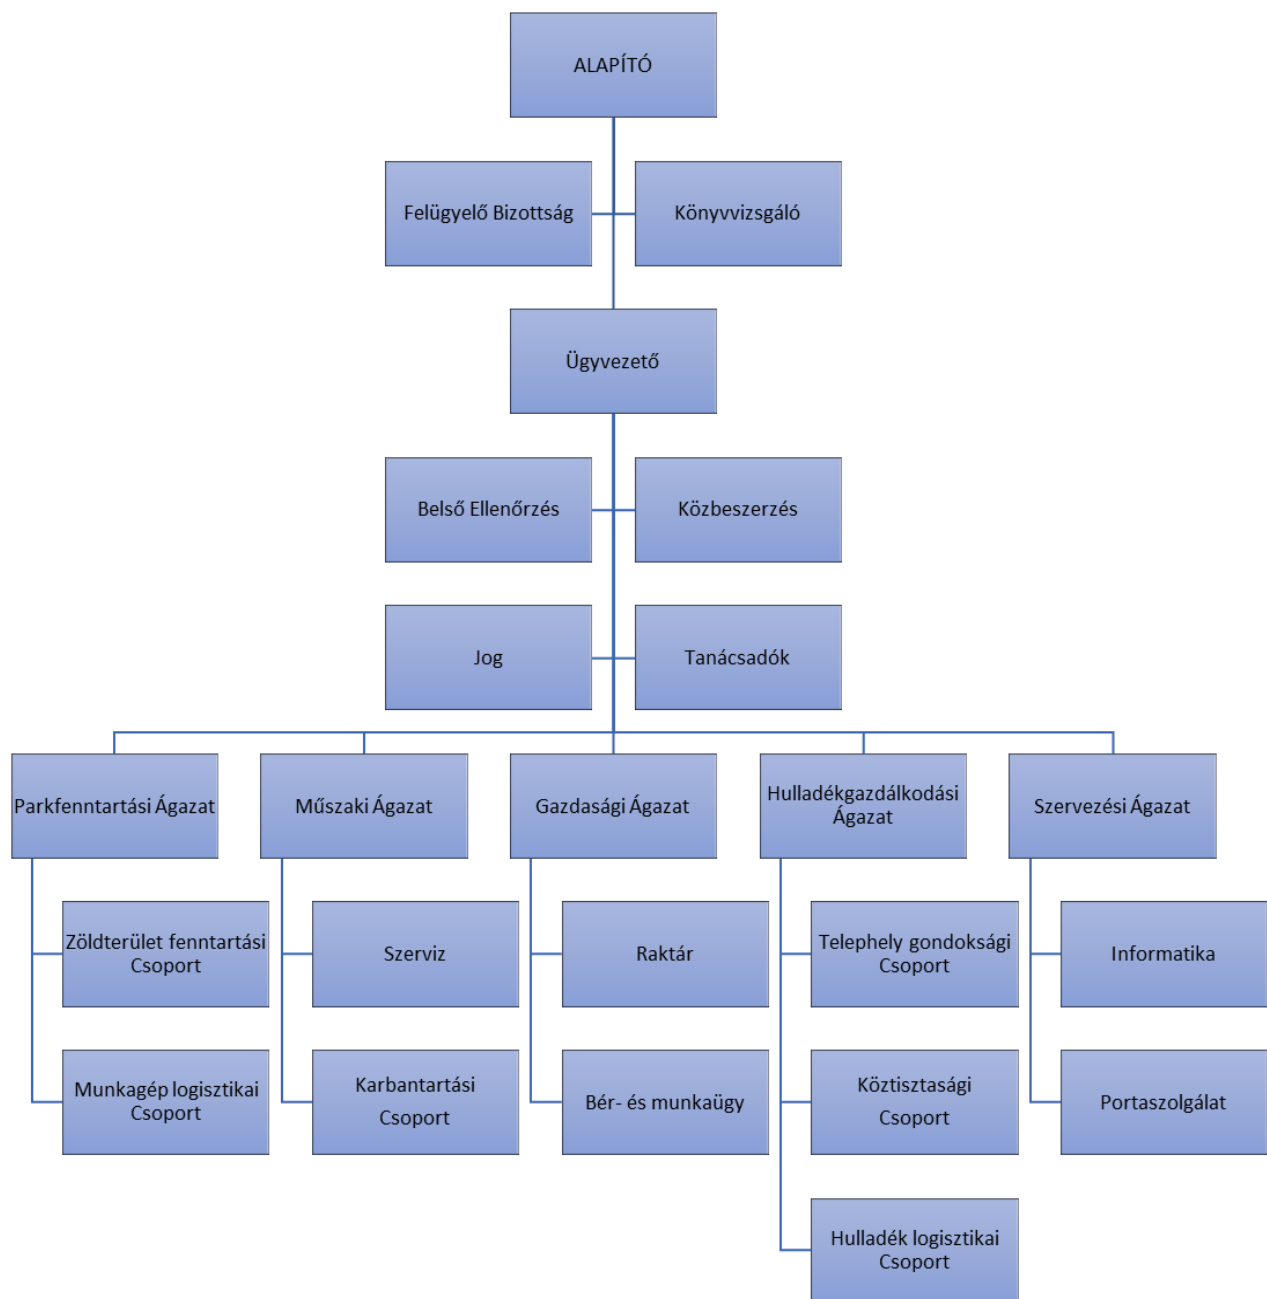 ALAPÍTÓ
Felügyelő Bizottság
Könyvvizsgáló
Ügyvezető
Belső Ellenőrzés
Közbeszerzés
Jog
Tanácsadók
Parkfenntartási Ágazat
Műszaki Ágazat
Gazdasági Ágazat
Hulladékgazdálkodási
Ágazat
Szervezési Ágazat
Zöldterület fenntartási
Csoport
Szerviz
Raktár
Telephely gondoksági
Csoport
Informatika
Munkagép logisztikai
Csoport
Karbantartási
Csoport
Bér- és munkaügy
Köztisztasági
Csoport
Portaszolgálat
Hulladék logisztikai
Csoport